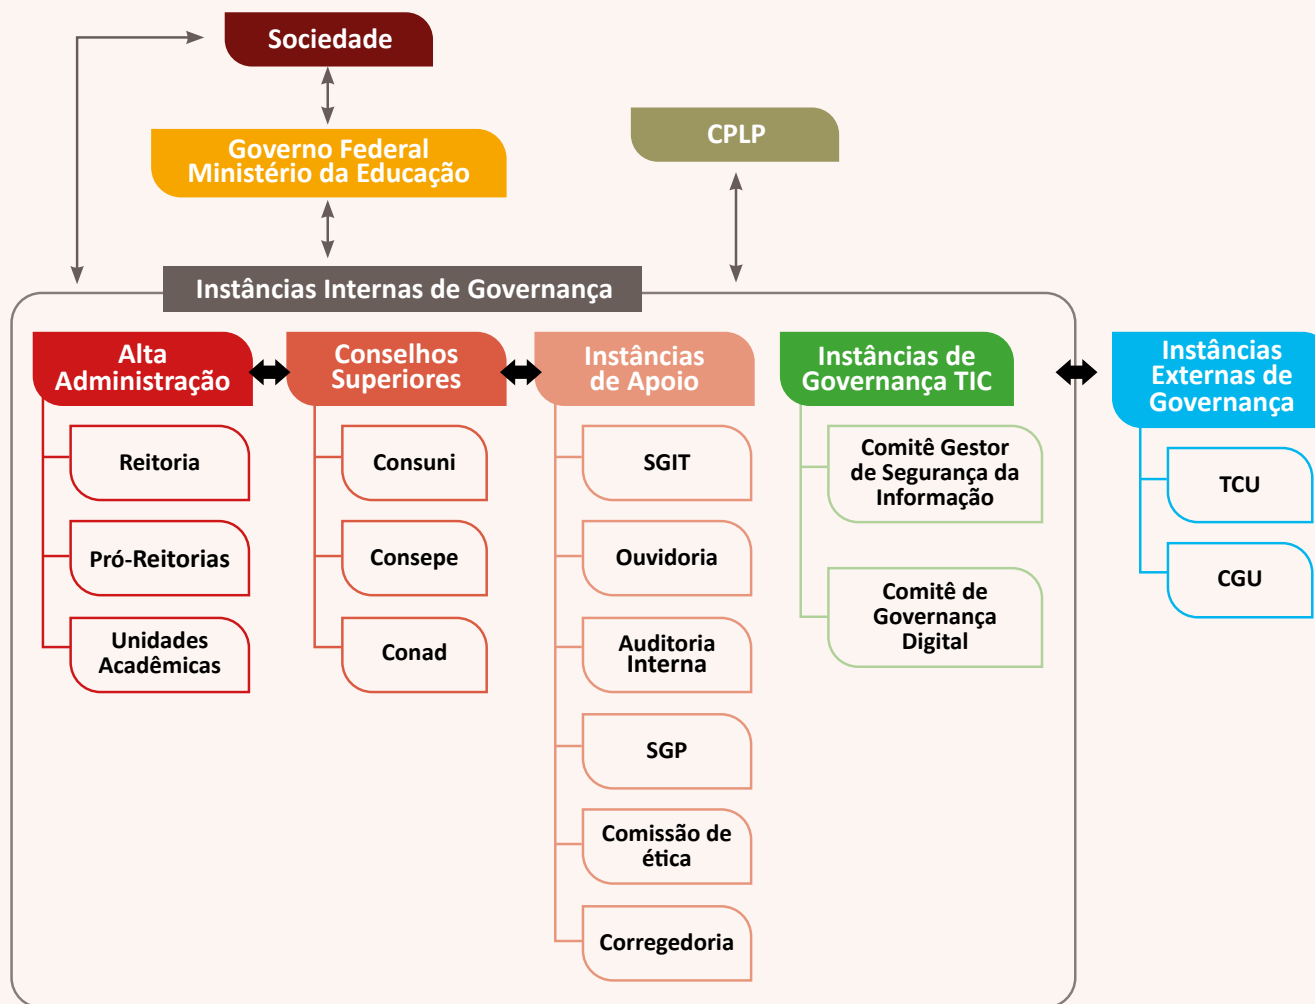 Sociedade
Governo Federal
Ministério da Educação
CPLP
Instâncias Internas de Governança
Alta
Administração
Reitoria
Pró-Reitorias
Unidades
Acadêmicas
Conselhos
Superiores
Consuni
Consepe
Conad
Instâncias
de Apoio
SGIT
Ouvidoria
Auditoria
Interna
SGP
Comissão de
ética
Corregedoria
Instâncias de
Governança TIC
Comitê Gestor
de Segurança da
Informação
Comitê de
Governança
Digital
Instâncias
Externas de
Governança
TCU
CGU